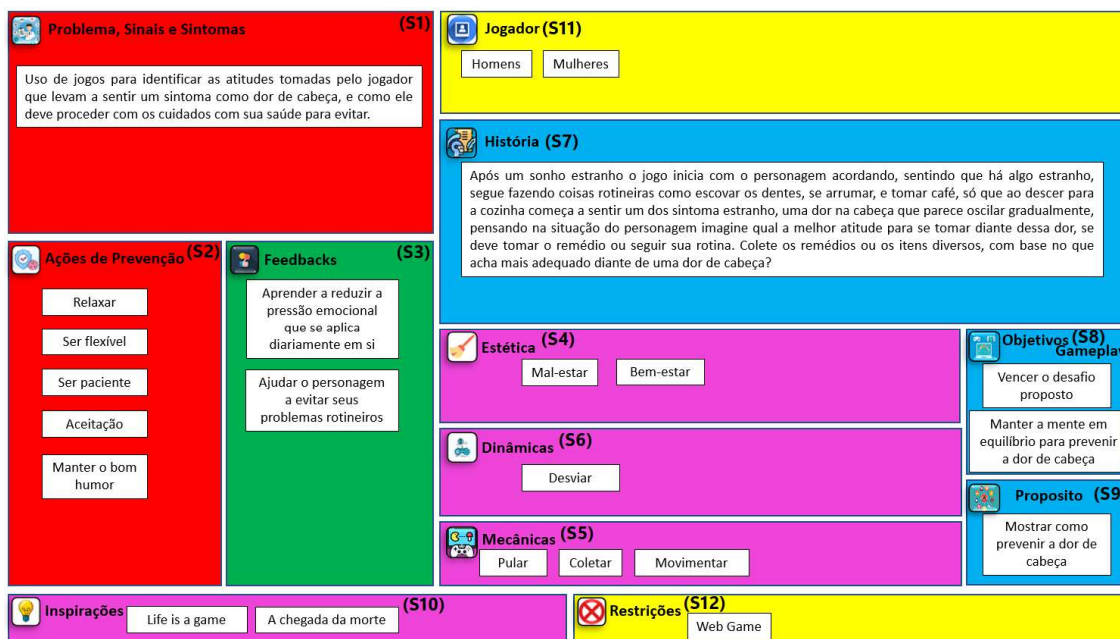 Problema, Sinais e Sintomas (S1)
Uso de jogos para identificar as atitudes tomadas pelo jogador
que levam a sentir um sintoma como dor de cabeça, e como ele
deve proceder com os cuidados com sua saúde para evitar.
Jogador (S11)
Homens
Mulheres
História (S7)
Após um sonho estranho o jogo inicia com o personagem acordando, sentindo que há algo estranho,
segue fazendo coisas rotineiras como escovar os dentes, se arrumar, e tomar café, só que ao descer para
a cozinha começa a sentir um dos sintoma estranho, uma dor na cabeça que parece oscilar gradualmente,
pensando na situação do personagem imagine qual a melhor atitude para se tomar diante dessa dor, se
deve tomar o remédio ou seguir sua rotina. Colete os remédios ou os itens diversos, com base no que
acha mais adequado diante de uma dor de cabeça?
Ações de Prevenção (S2)
Relaxar
Ser flexível
Ser paciente
Aceitação
Manter o bom
humor
Feedbacks (S3)
Aprender a reduzir a
pressão emocional
que se aplica
diariamente em si
Ajudar o personagem
a evitar seus
problemas rotineiros
Estética (S4)
Mal-estar
Bem-estar
Dinâmicas (S6)
Desviar
Mecânicas (S5)
Pular
Coletar
Movimentar
Objetivos (S8)
Gameplay
Vencer o desafio
proposto
Manter a mente em
equilíbrio para prevenir
a dor de cabeça
Proposito (S9
Mostrar como
prevenir a dor de
cabeça
Inspirações (S10)
Life is a game
A chegada da morte
Restrições (S12)
Web Game